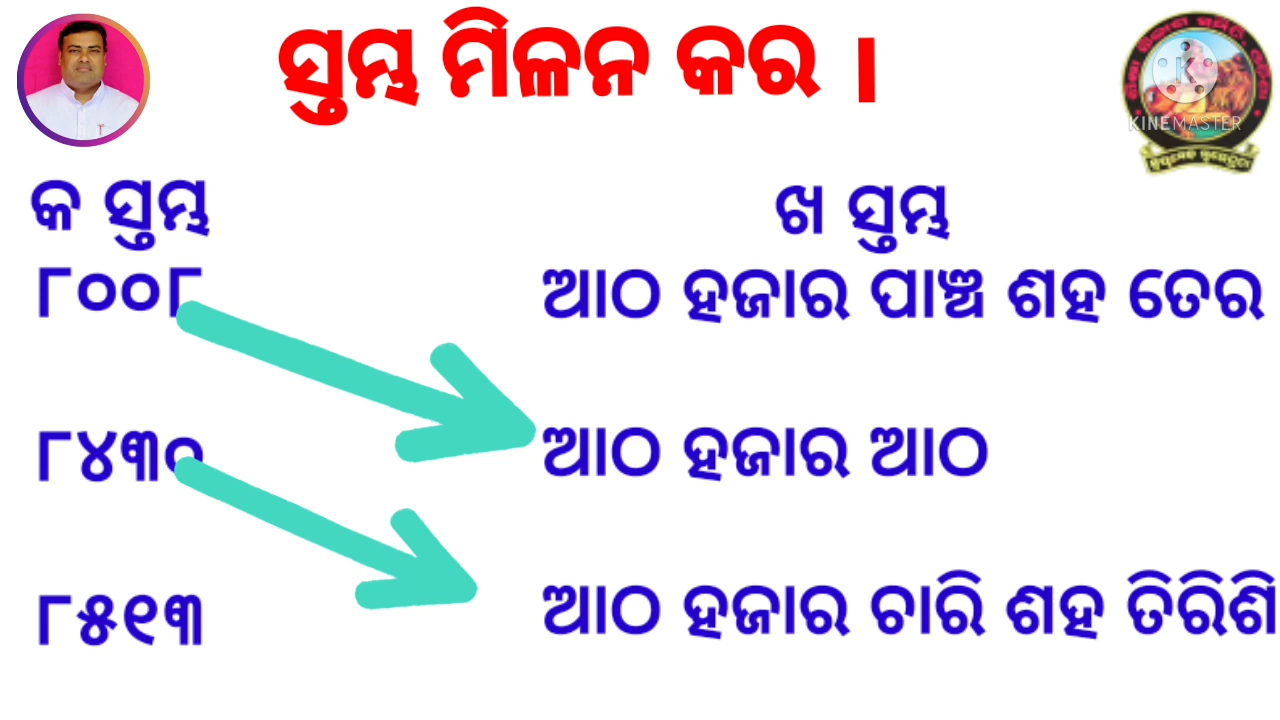 ସ୍ତମ୍ଭ ମିଳନ କର ।
KINEMASTER
କ ସ୍ତମ୍ଭ
ଖ ସ୍ତମ୍ଭ
୮୦୦୮
ଆଠ ହଜାର ପାଞ୍ଚ ଶହ ତେର
୮୪୩୦
ଆଠ ହଜାର ଆଠ
୮୫୧୩
ଆଠ ହଜାର ଚାରି ଶହ ତିରିଶି